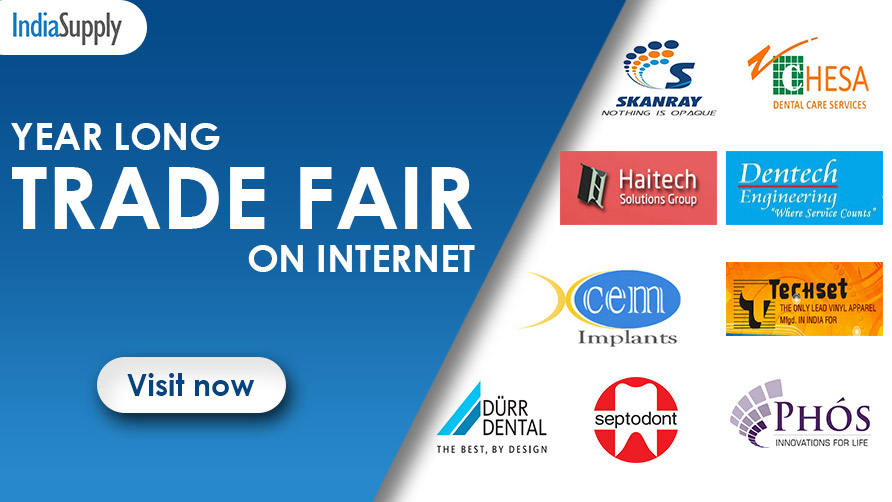 IndiaSupply
YEAR LONG
TRADE FAIR
ON INTERNET
Visit now
SKANRAY
NOTHING IS OPAQUE
CHESA
DENTAL CARE SERVICES
Haitech
Solutions Group
Dentech
Engineering
"Where Service Counts"
Xcem
Implants
TECHSET
THE ONLY LEAD VINYL APPAREL
Mfgd. IN INDIA FOR
DÜRR
DENTAL
THE BEST, BY DESIGN
septodont
PHÓS
INNOVATIONS FOR LIFE